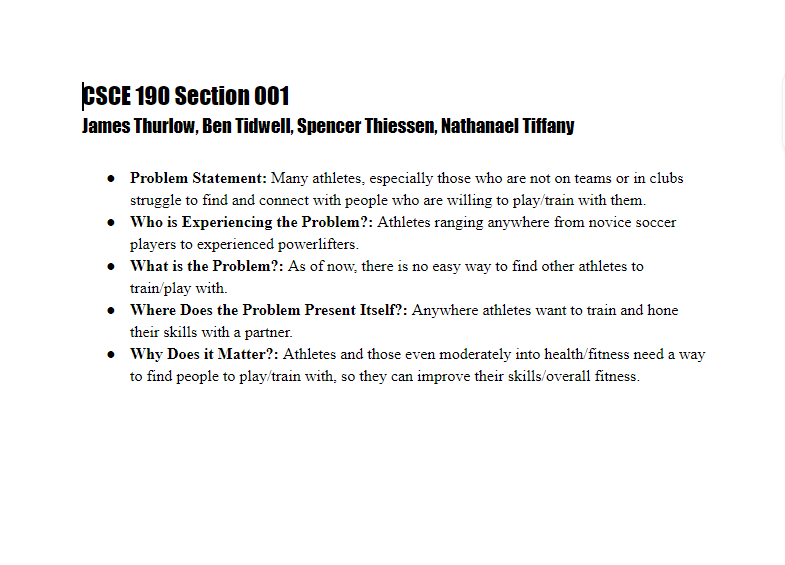 CSCE 190 Section 001
James Thurlow, Ben Tidwell, Spencer Thiessen, Nathanael Tiffany
● Problem Statement: Many athletes, especially those who are not on teams or in clubs
struggle to find and connect with people who are willing to play/train with them.
● Who is Experiencing the Problem?: Athletes ranging anywhere from novice soccer
players to experienced powerlifters.
● What is the Problem?: As of now, there is no easy way to find other athletes to
train/play with.
● Where Does the Problem Present Itself?: Anywhere athletes want to train and hone
their skills with a partner.
● Why Does it Matter?: Athletes and those even moderately into health/fitness need a way
to find people to play/train with, so they can improve their skills/overall fitness.